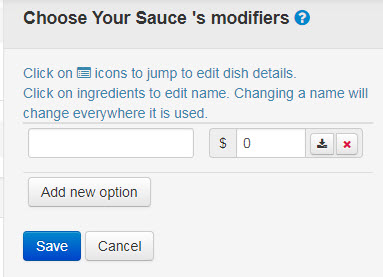 Choose Your Sauce 's modifiers ?
Click on icons to jump to edit dish details.
Click on ingredients to edit name. Changing a name will
change everywhere it is used.
$ 0
Add new option
Save Cancel